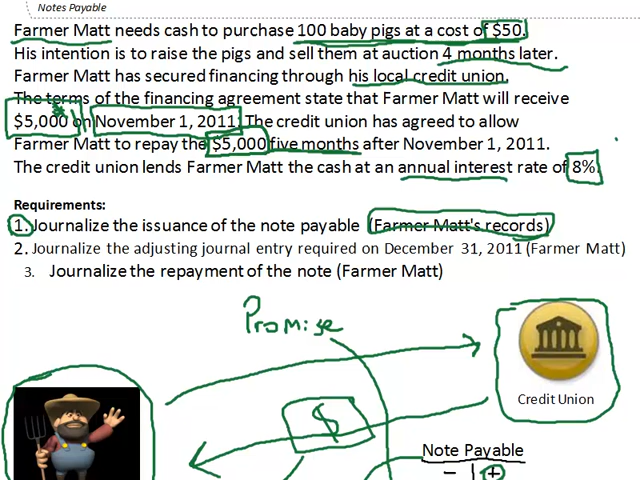 Notes Payable
Farmer Matt needs cash to purchase 100 baby pigs at a cost of $50.
His intention is to raise the pigs and sell them at auction 4 months later.
Farmer Matt has secured financing through his local credit union.
The terms of the financing agreement state that Farmer Matt will receive
$5,000 on November 1, 2011. The credit union has agreed to allow
Farmer Matt to repay the $5,000 five months after November 1, 2011.
The credit union lends Farmer Matt the cash at an annual interest rate of 8%.
Requirements:
1. Journalize the issuance of the note payable (Farmer Matt's records)
2. Journalize the adjusting journal entry required on December 31, 2011 (Farmer Matt)
3. Journalize the repayment of the note (Farmer Matt)
Promise
Credit Union
$
Note Payable
- +